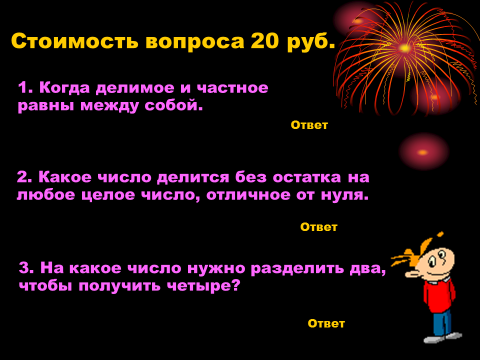 Стоимость вопроса 20 руб.
1. Когда делимое и частное
равны между собой.
Ответ
2. Какое число делится без остатка на
любое целое число, отличное от нуля.
Ответ
3. На какое число нужно разделить два,
чтобы получить четыре?
Ответ